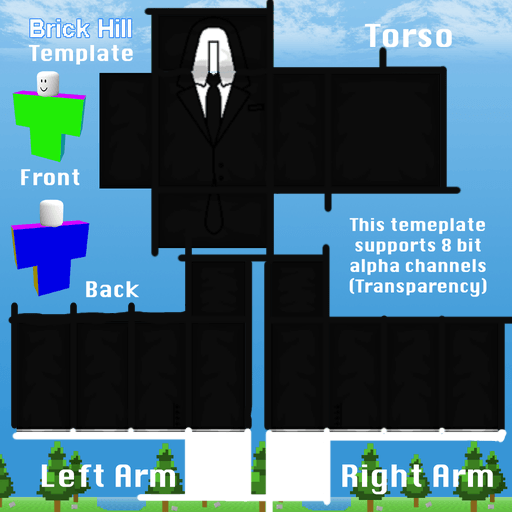 Brick Hill
Template
Torso
Front
Back
This temeplate
supports 8 bit
alpha channels
(Transparency)
Left Arm
Right Arm